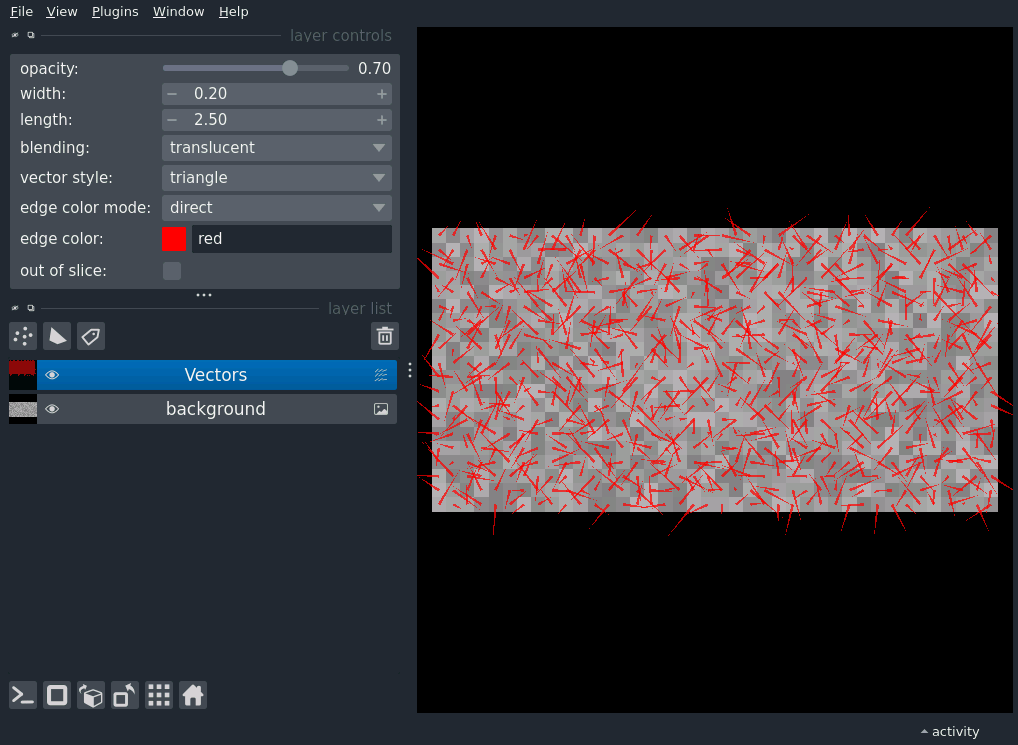 File View Plugins Window Help
layer controls
opacity: 0.70
width: − 0.20 +
length: − 2.50 +
blending: translucent
vector style: triangle
edge color mode: direct
edge color: red
out of slice:
layer list
Vectors
background
activity